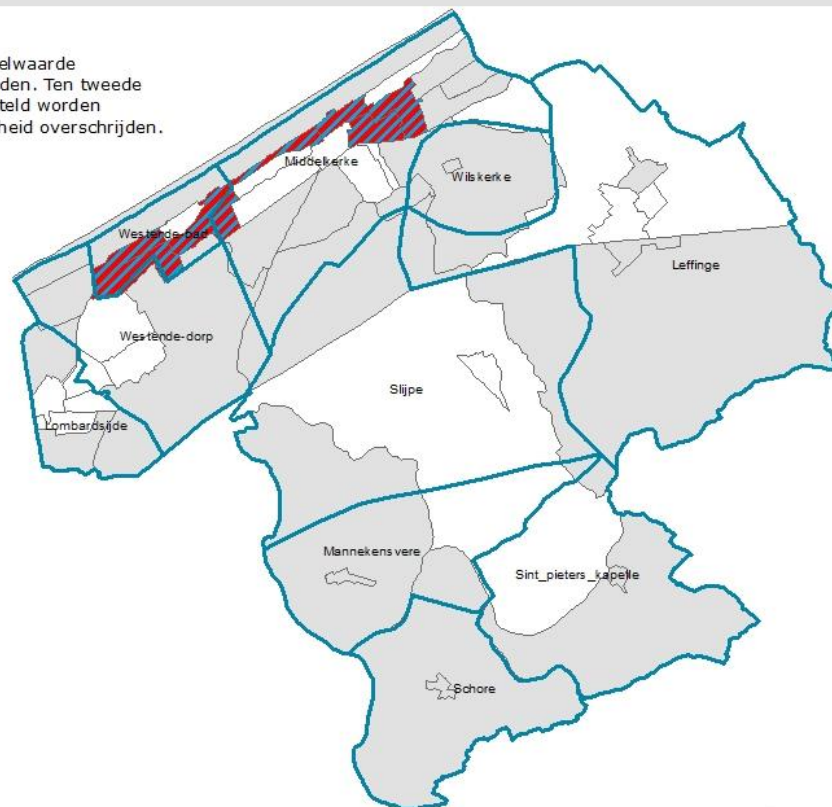 elwaarde
den. Ten tweede
teld worden
heid overschrijden.
Middelkerke
Wilskerke
Westende-bad
Leffinge
Westende-dorp
Slijpe
Lombardsijde
Mannekensvere
Sint_pieters_kapelle
Schore